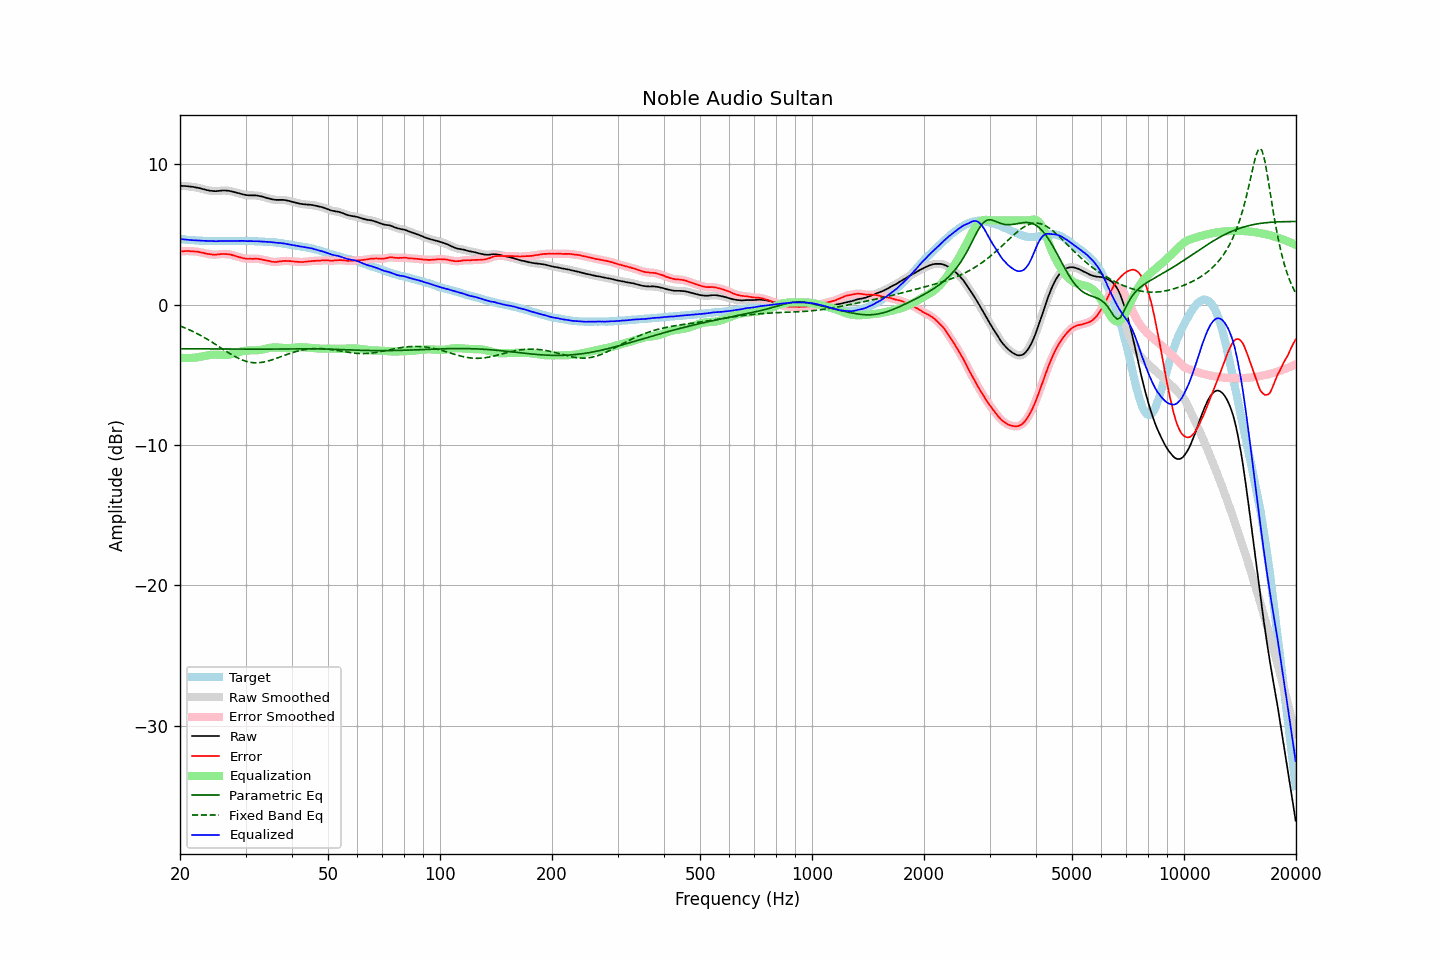 Noble Audio Sultan
10
0
−10
−20
−30
Amplitude (dBr)
Target
Raw Smoothed
Error Smoothed
Raw
Error
Equalization
Parametric Eq
Fixed Band Eq
Equalized
20 50 100 200 500 1000 2000 5000 10000 20000
Frequency (Hz)